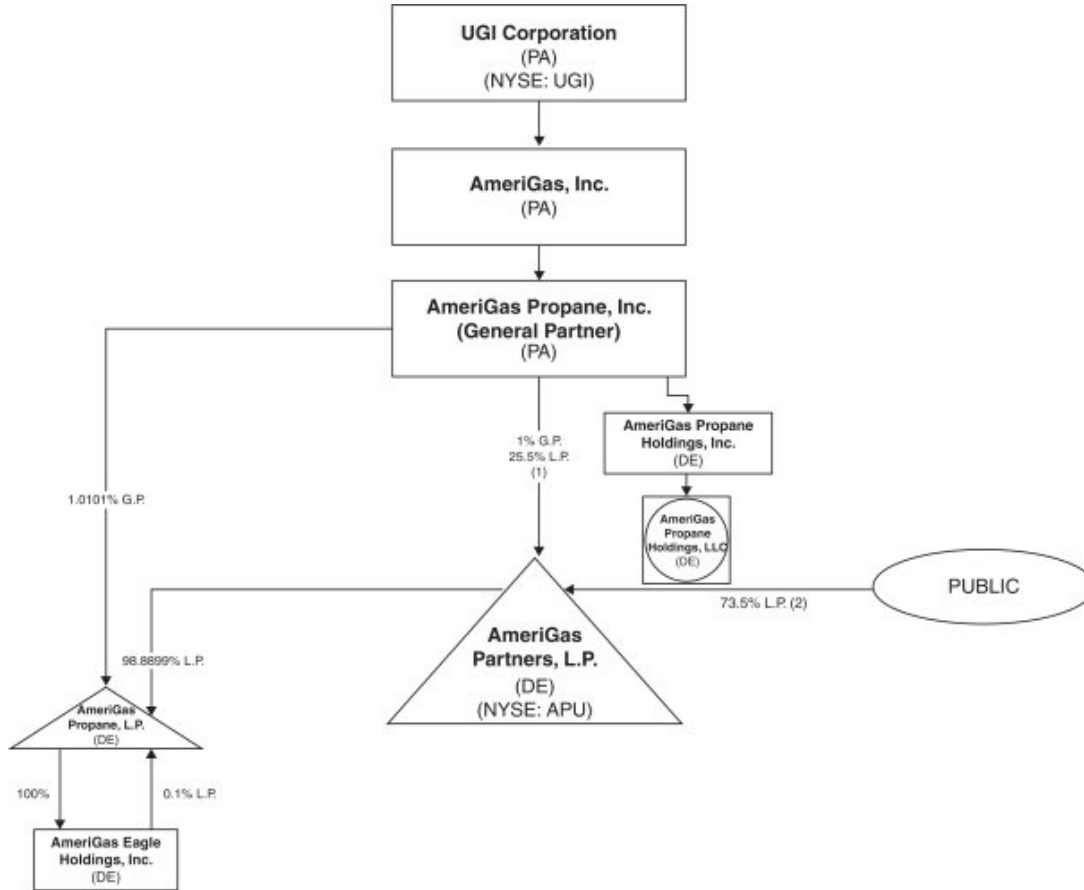 UGI Corporation
(PA)
(NYSE: UGI)
AmeriGas, Inc.
(PA)
AmeriGas Propane, Inc.
(General Partner)
(PA)
AmeriGas Propane
Holdings, Inc.
(DE)
1% G.P.
25.5% L.P.
(1)
1.0101% G.P.
AmeriGas
Propane
Holdings, LLC
(DE)
PUBLIC
73.5% L.P. (2)
AmeriGas
Partners, L.P.
(DE)
(NYSE: APU)
98.8899% L.P.
AmeriGas
Propane, L.P.
(DE)
100%
0.1% L.P.
AmeriGas Eagle
Holdings, Inc.
(DE)